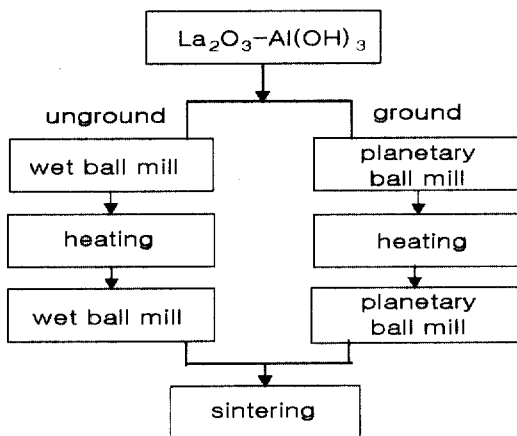 La₂O₃–Al(OH)₃
unground
ground
wet ball mill
planetary
ball mill
heating
heating
wet ball mill
planetary
ball mill
sintering